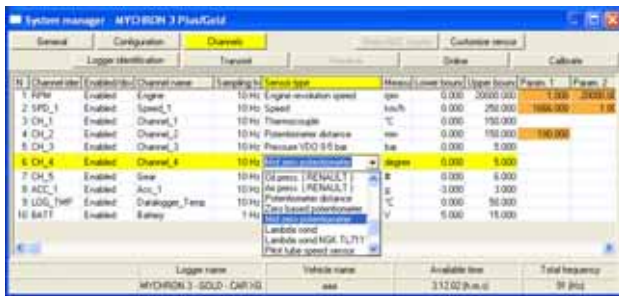 System manager - MYCHRON 3 Plus/Gold
General Configuration Channels Customize sensor
Logger identification Transmit Online Calibrate
N Channel iden Enabled/disa Channel name Sampling fr Sensor type Measu Lower bound Upper bound Param. 1 Param. 2
1 RPM Enabled Engine 10 Hz Engine revolution speed rpm 0.000 20000.000 1.000 20000.00
2 SPD_1 Enabled Speed_1 10 Hz Speed km/h 0.000 250.000 1666.000 1.00
3 CH_1 Enabled Channel_1 10 Hz Thermocouple °C 0.000 150.000
4 CH_2 Enabled Channel_2 10 Hz Potentiometer distance mm 0.000 150.000 100.000
5 CH_3 Enabled Channel_3 10 Hz Pressure VDO 0-5 bar bar 0.000 5.000
6 CH_4 Enabled Channel_4 10 Hz Mid zero potentiometer degree 0.000 5.000
7 CH_5 Enabled Gear 10 Hz Oil press. ( RENAULT ) # 0.000 6.000
8 ACC_1 Enabled Acc_1 10 Hz Air press. ( RENAULT ) g -3.000 3.000
9 LOG_TMP Enabled Datalogger_Temp 10 Hz Potentiometer distance °C 0.000 50.000
10 BATT Enabled Battery 1 Hz Zero based potentiometer V 5.000 15.000
Mid zero potentiometer
Lambda sond
Lambda sond NGK TL711
Pitot tube speed sensor
Logger name Vehicle name Available time Total frequency
MYCHRON 3 - GOLD - CAR/XG aaa 3.12.02 (h.m.s) 91 (Hz)